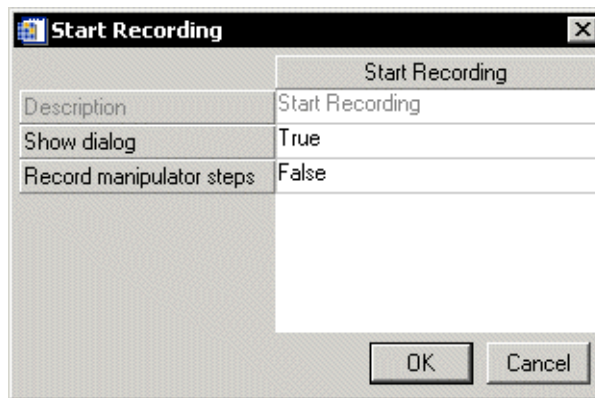 Start Recording
Start Recording
Description Start Recording
Show dialog True
Record manipulator steps False
OK Cancel